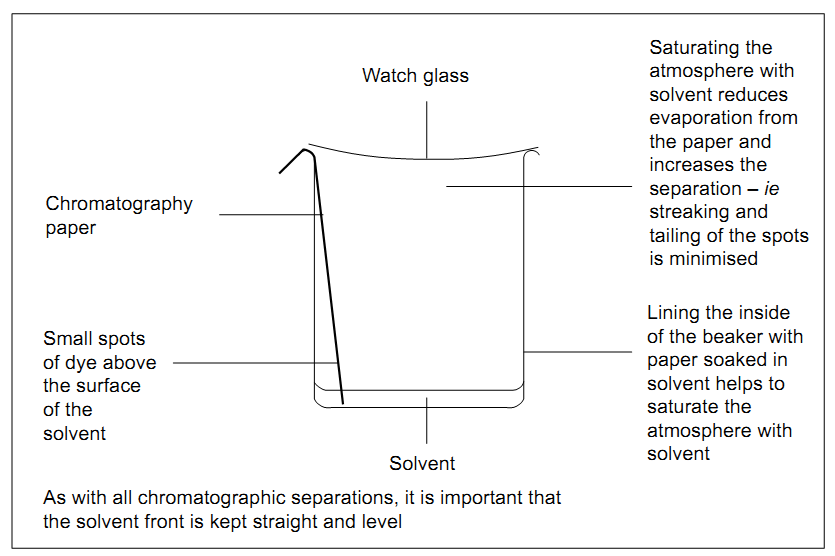 Watch glass
Saturating the
atmosphere with
solvent reduces
evaporation from
the paper and
increases the
separation – ie
streaking and
tailing of the spots
is minimised
Chromatography
paper
Small spots
of dye above
the surface
of the
solvent
Lining the inside
of the beaker with
paper soaked in
solvent helps to
saturate the
atmosphere with
solvent
Solvent
As with all chromatographic separations, it is important that
the solvent front is kept straight and level